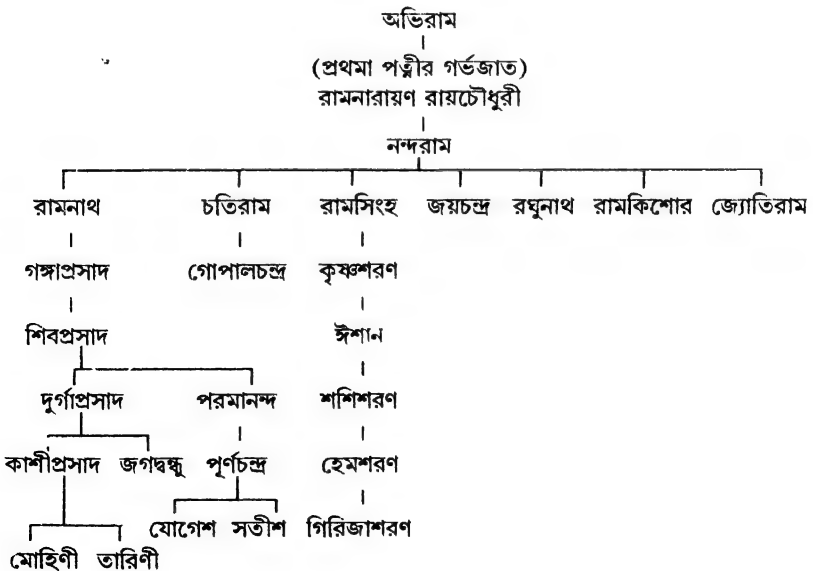 অভিরাম
(প্রথমা পত্নীর গর্ভজাত)
রামনারায়ণ রায়চৌধুরী
নন্দরাম
রামনাথ চতিরাম রামসিংহ জয়চন্দ্র রঘুনাথ রামকিশোর জ্যোতিরাম
গঙ্গাপ্রসাদ গোপালচন্দ্র কৃষ্ণশরণ
শিবপ্রসাদ ঈশান
দুর্গাপ্রসাদ পরমানন্দ শশিশরণ
কাশীপ্রসাদ জগদ্বন্ধু পূর্ণচন্দ্র হেমশরণ
যোগেশ সতীশ গিরিজাশরণ
মোহিণী তারিণী